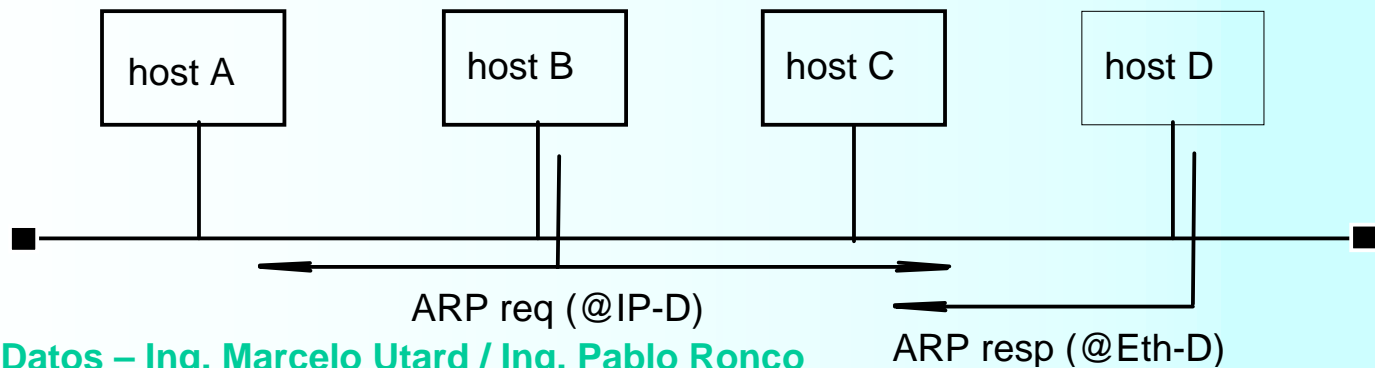 host A
host B
host C
host D
ARP req (@IP-D)
ARP resp (@Eth-D)
Datos – Ing. Marcelo Utard / Ing. Pablo Ronco